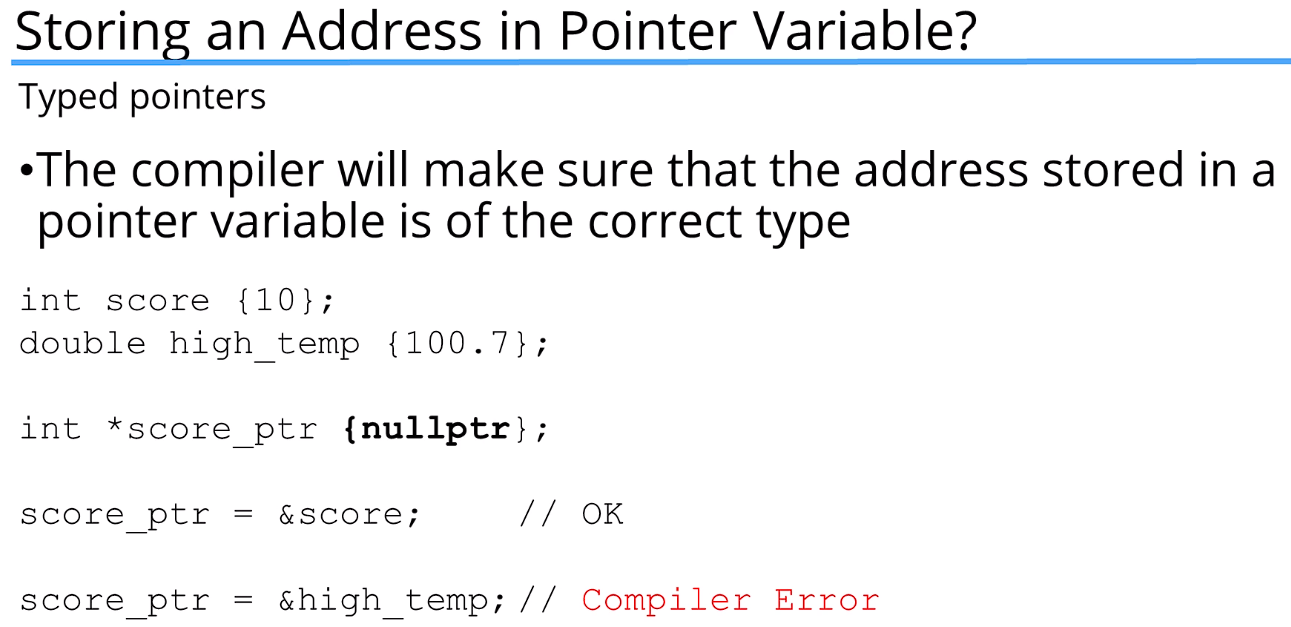 Storing an Address in Pointer Variable?
Typed pointers
•The compiler will make sure that the address stored in a
pointer variable is of the correct type
int score {10};
double high_temp {100.7};
int *score_ptr {nullptr};
score_ptr = &score;    // OK
score_ptr = &high_temp; // Compiler Error